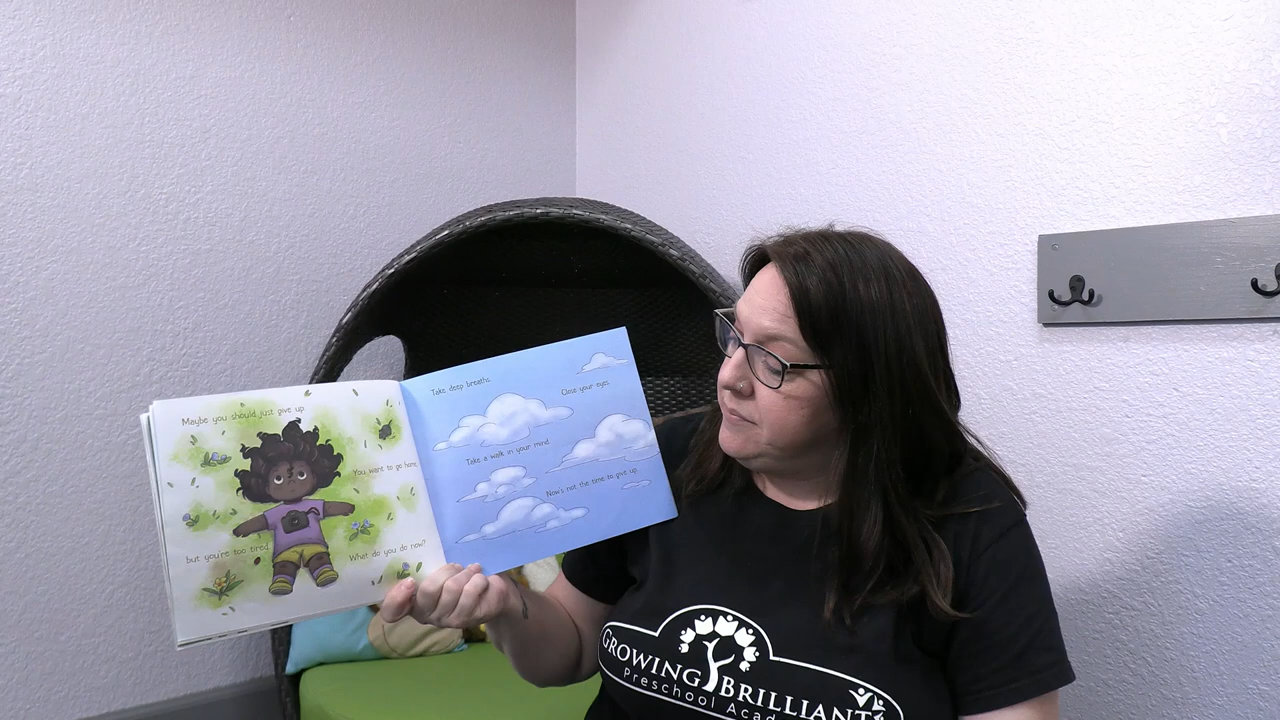 Maybe you should just give up.
You want to go home,
but you're too tired.
What do you do now?
Take deep breaths.
Close your eyes.
Take a walk in your mind.
Now's not the time to give up.
GROWING BRILLIANT
Preschool Acad